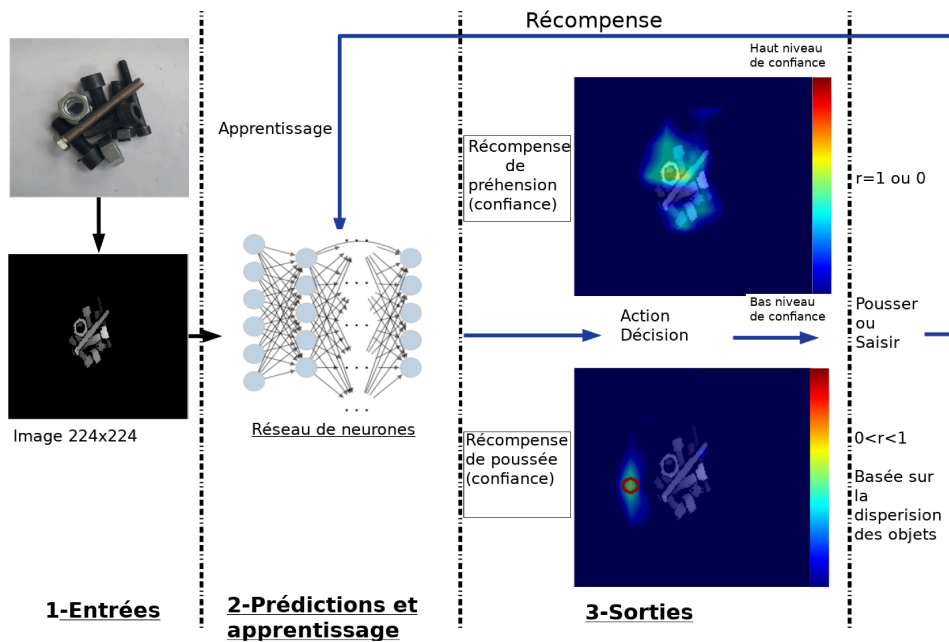 Récompense
Apprentissage
Haut niveau
de confiance
Récompense
de
préhension
(confiance)
r=1 ou 0
Image 224x224
Réseau de neurones
Action
Décision
Bas niveau
de confiance
Pousser
ou
Saisir
Récompense
de poussée
(confiance)
0<r<1
Basée sur
la
disperision
des objets
1-Entrées
2-Prédictions et
apprentissage
3-Sorties